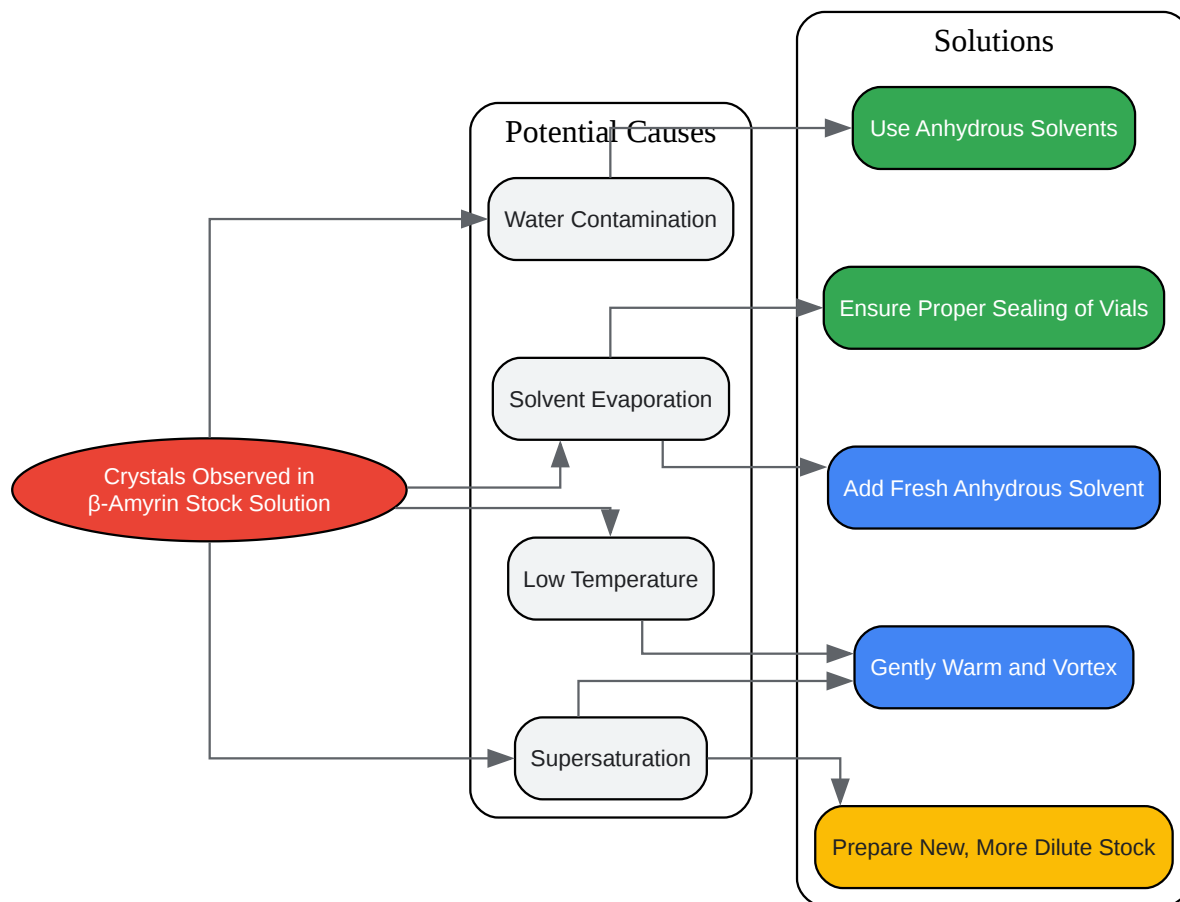 Solutions
Potential Causes
Use Anhydrous Solvents
Water Contamination
Ensure Proper Sealing of Vials
Solvent Evaporation
Crystals Observed in
β-Amyrin Stock Solution
Add Fresh Anhydrous Solvent
Low Temperature
Gently Warm and Vortex
Supersaturation
Prepare New, More Dilute Stock